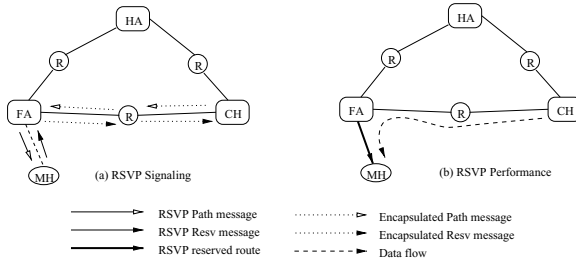 HA
R
R
FA
R
CH
MH
(a) RSVP Signaling
HA
R
R
FA
R
CH
MH
(b) RSVP Performance
RSVP Path message
RSVP Resv message
RSVP reserved route
Encapsulated Path message
Encapsulated Resv message
Data flow